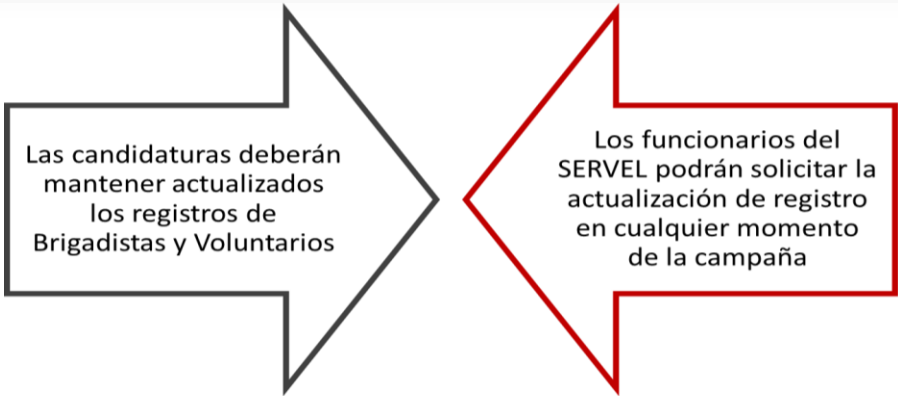 Las candidaturas deberán
mantener actualizados
los registros de
Brigadistas y Voluntarios
Los funcionarios del
SERVEL podrán solicitar la
actualización de registro
en cualquier momento
de la campaña